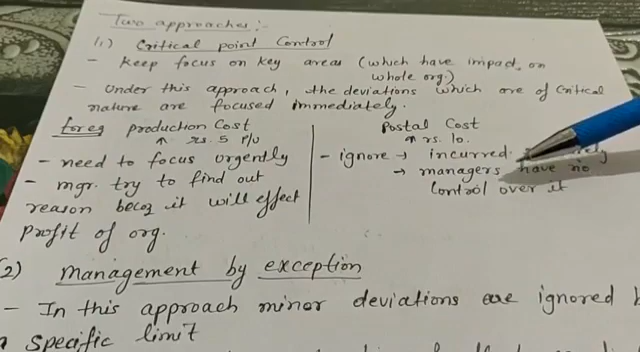 Two approaches:-
(1) Critical point Control
- Keep focus on key areas (which have impact on
whole org.)
- Under this approach, the deviations which are of Critical
nature are focused immediately.
foreg production Cost
↑ rs. 5 P/U
- need to focus urgently
- mgr. try to find out
reason becoz it will effect
profit of org.
Postal Cost
↑ rs. 10.
- ignore → incurred
→ managers have no
Control over it
(2) Management by exception
- In this approach minor deviations are ignored
Specific limit